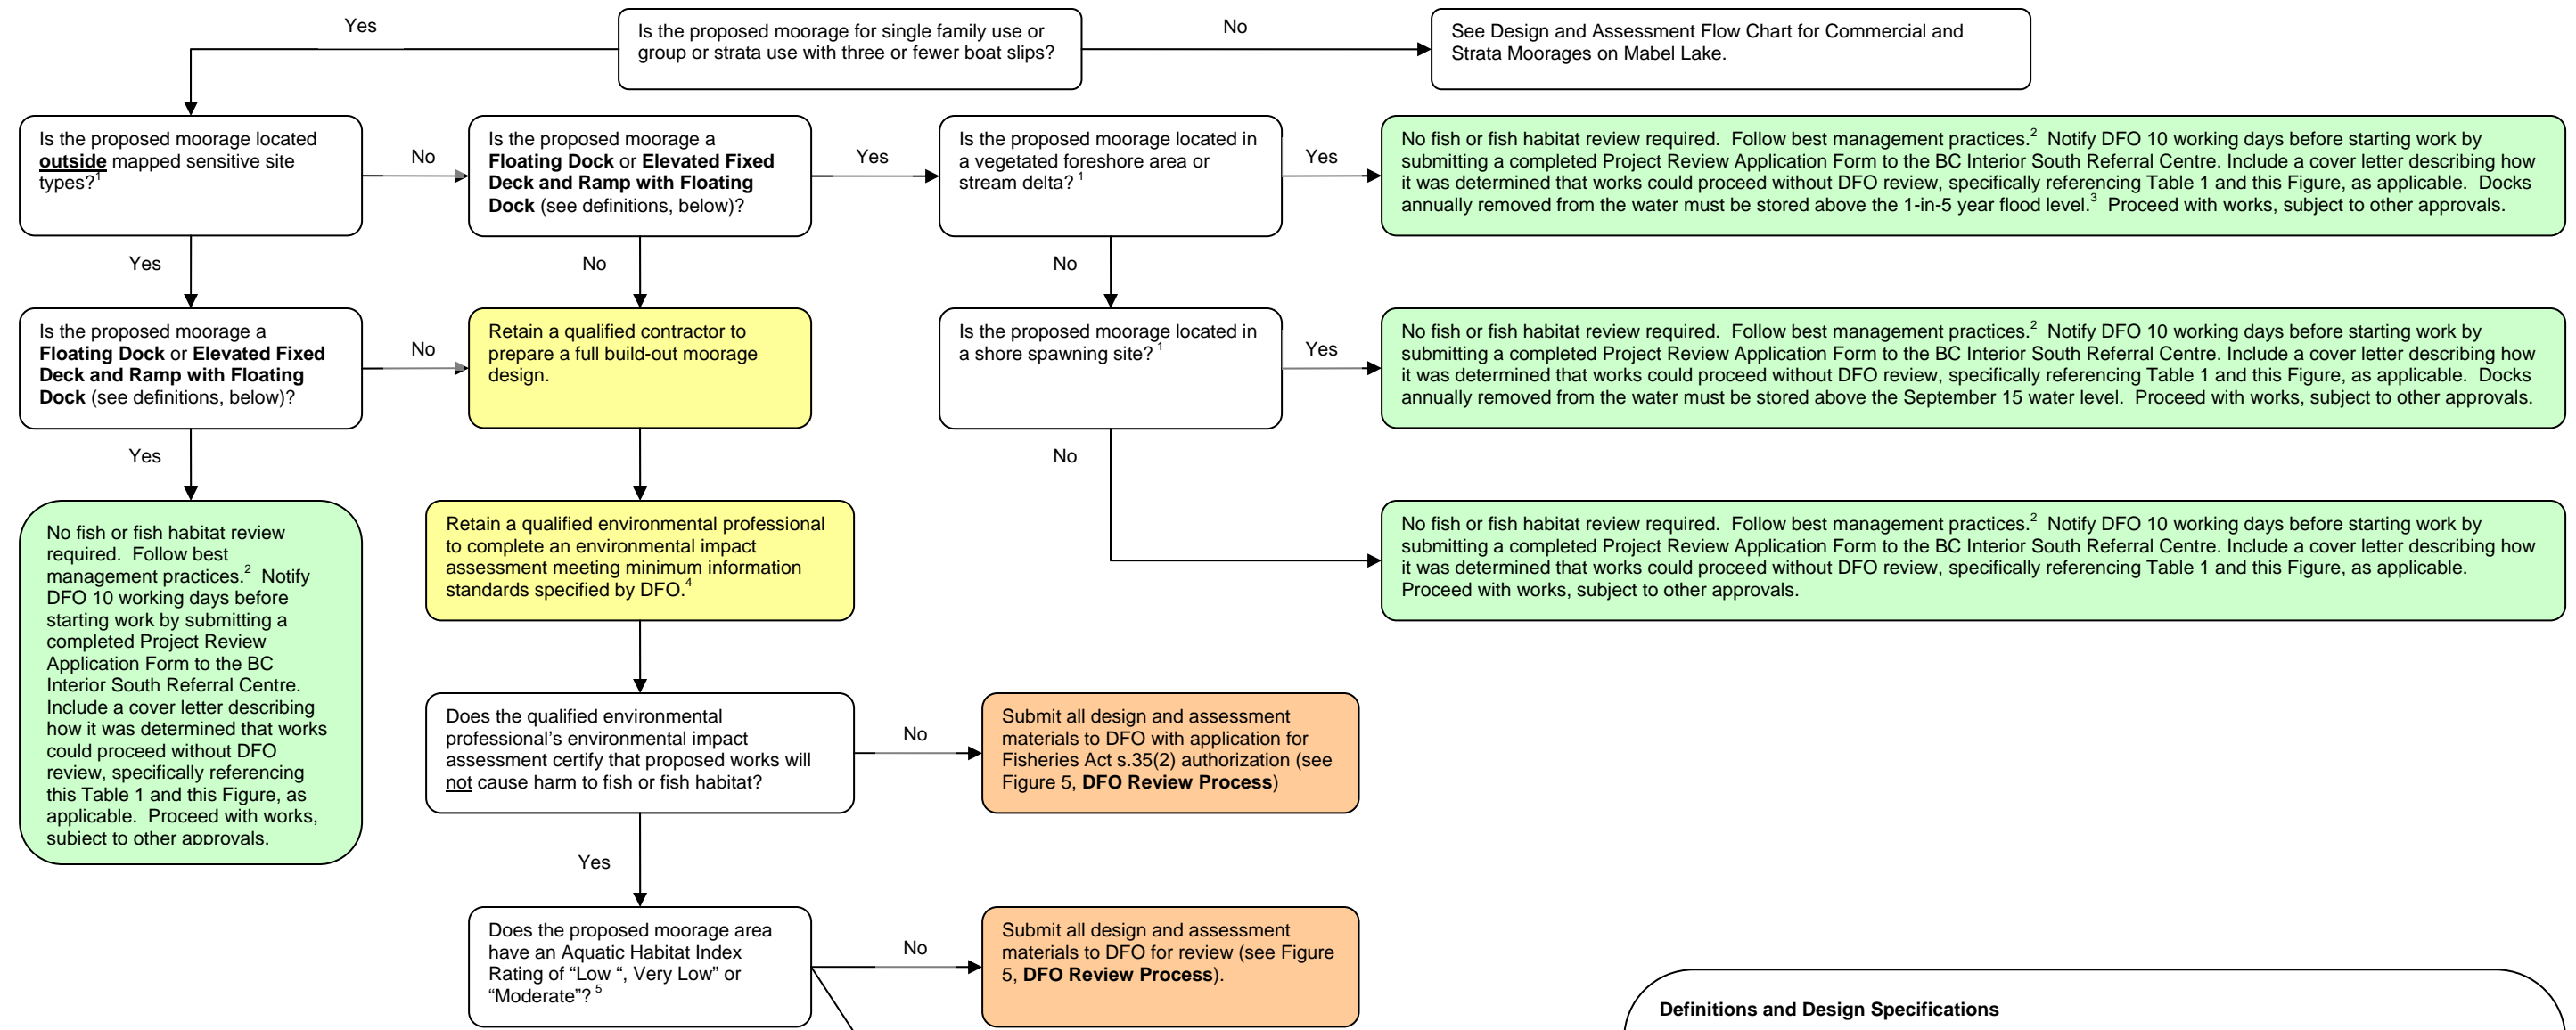 Yes
Is the proposed moorage for single family use or
group or strata use with three or fewer boat slips?
No
See Design and Assessment Flow Chart for Commercial and
Strata Moorages on Mabel Lake.
Is the proposed moorage located
outside mapped sensitive site
types?1
No
Is the proposed moorage a
Floating Dock or Elevated Fixed
Deck and Ramp with Floating
Dock (see definitions, below)?
Yes
Is the proposed moorage located in
a vegetated foreshore area or
stream delta? 1
Yes
No fish or fish habitat review required. Follow best management practices.2 Notify DFO 10 working days before starting work by
submitting a completed Project Review Application Form to the BC Interior South Referral Centre. Include a cover letter describing how
it was determined that works could proceed without DFO review, specifically referencing Table 1 and this Figure, as applicable. Docks
annually removed from the water must be stored above the 1-in-5 year flood level.3 Proceed with works, subject to other approvals.
Yes
No
No
Is the proposed moorage a
Floating Dock or Elevated Fixed
Deck and Ramp with Floating
Dock (see definitions, below)?
No
Retain a qualified contractor to
prepare a full build-out moorage
design.
Is the proposed moorage located in
a shore spawning site? 1
Yes
No fish or fish habitat review required. Follow best management practices.2 Notify DFO 10 working days before starting work by
submitting a completed Project Review Application Form to the BC Interior South Referral Centre. Include a cover letter describing how
it was determined that works could proceed without DFO review, specifically referencing Table 1 and this Figure, as applicable. Docks
annually removed from the water must be stored above the September 15 water level. Proceed with works, subject to other approvals.
Yes
No
No fish or fish habitat review
required. Follow best
management practices.2 Notify
DFO 10 working days before
starting work by submitting a
completed Project Review
Application Form to the BC
Interior South Referral Centre.
Include a cover letter describing
how it was determined that works
could proceed without DFO
review, specifically referencing
this Table 1 and this Figure, as
applicable. Proceed with works,
subject to other approvals.
Retain a qualified environmental professional
to complete an environmental impact
assessment meeting minimum information
standards specified by DFO.4
No fish or fish habitat review required. Follow best management practices.2 Notify DFO 10 working days before starting work by
submitting a completed Project Review Application Form to the BC Interior South Referral Centre. Include a cover letter describing how
it was determined that works could proceed without DFO review, specifically referencing Table 1 and this Figure, as applicable.
Proceed with works, subject to other approvals.
Does the qualified environmental
professional’s environmental impact
assessment certify that proposed works will
not cause harm to fish or fish habitat?
No
Submit all design and assessment
materials to DFO with application for
Fisheries Act s.35(2) authorization (see
Figure 5, DFO Review Process)
Yes
Does the proposed moorage area
have an Aquatic Habitat Index
Rating of “Low “, Very Low” or
“Moderate”? 5
No
Submit all design and assessment
materials to DFO for review (see Figure
5, DFO Review Process).
Definitions and Design Specifications